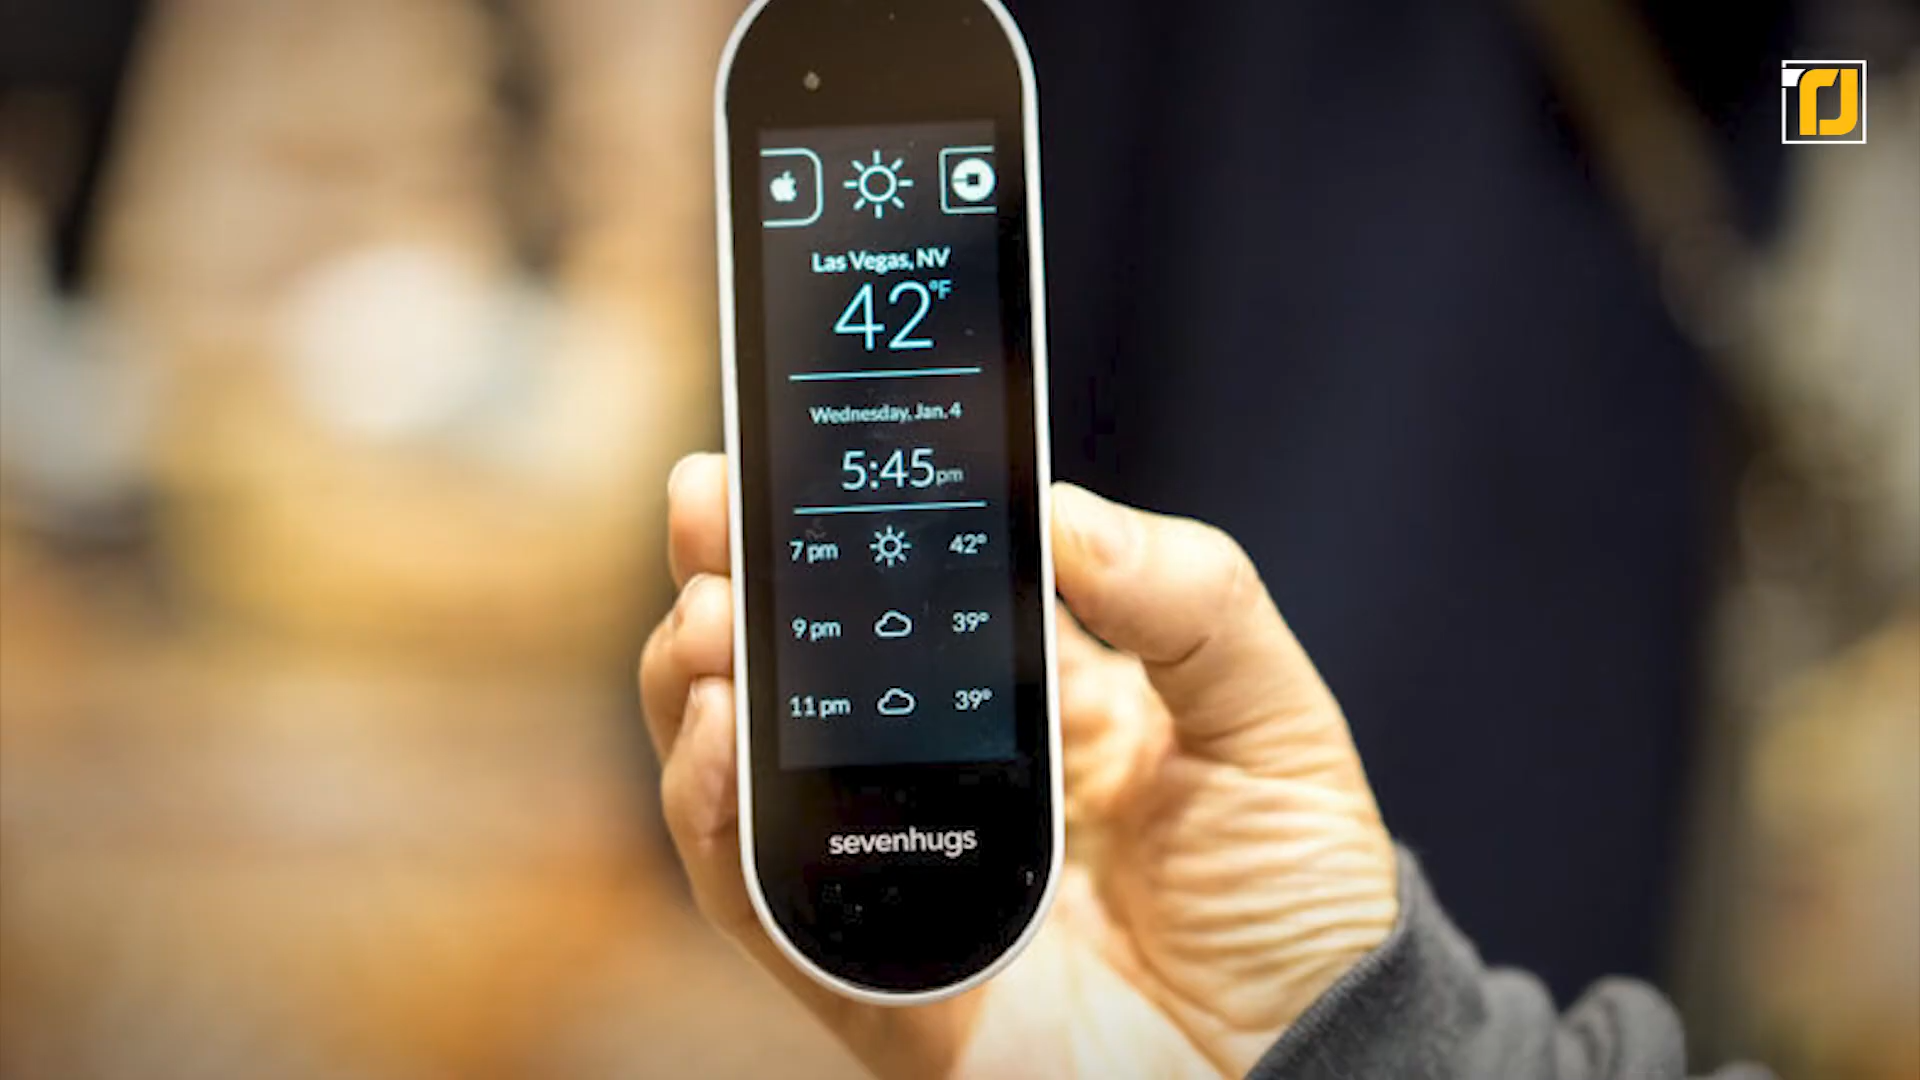 Las Vegas, NV
42°F
Wednesday, Jan. 4
5:45pm
7 pm 42°
9 pm 39°
11 pm 39°
sevenhugs